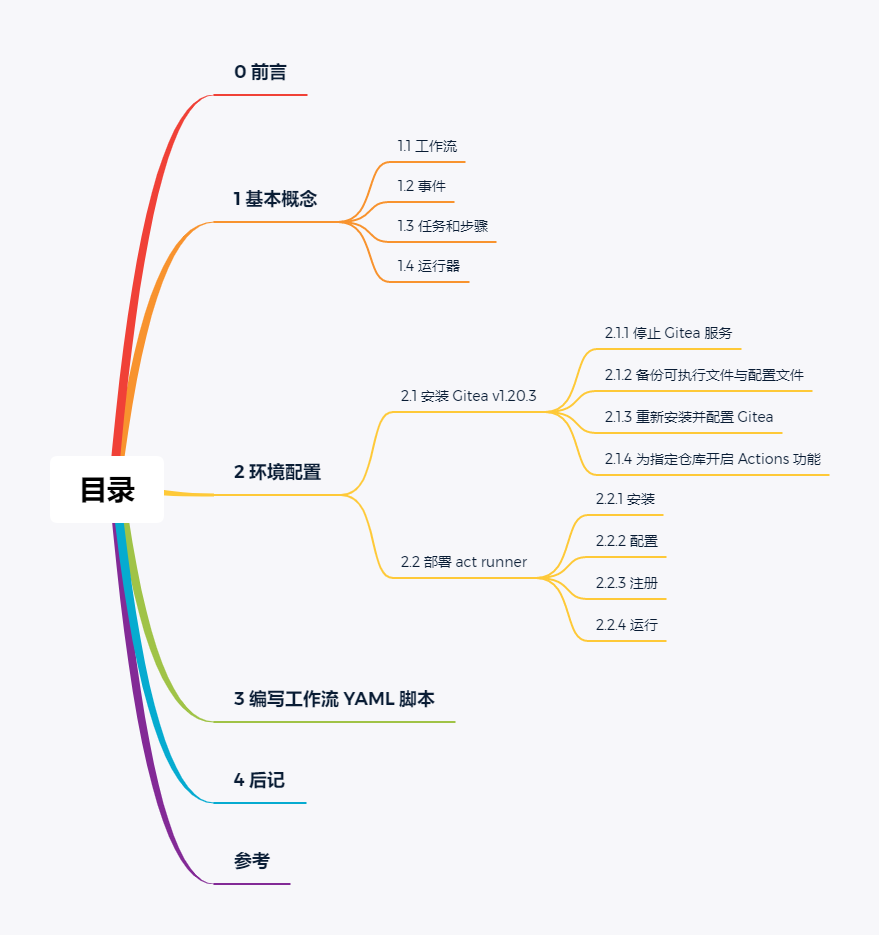 目录
0 前言
1 基本概念
1.1 工作流
1.2 事件
1.3 任务和步骤
1.4 运行器
2 环境配置
2.1 安装 Gitea v1.20.3
2.1.1 停止 Gitea 服务
2.1.2 备份可执行文件与配置文件
2.1.3 重新安装并配置 Gitea
2.1.4 为指定仓库开启 Actions 功能
2.2 部署 act runner
2.2.1 安装
2.2.2 配置
2.2.3 注册
2.2.4 运行
3 编写工作流 YAML 脚本
4 后记
参考